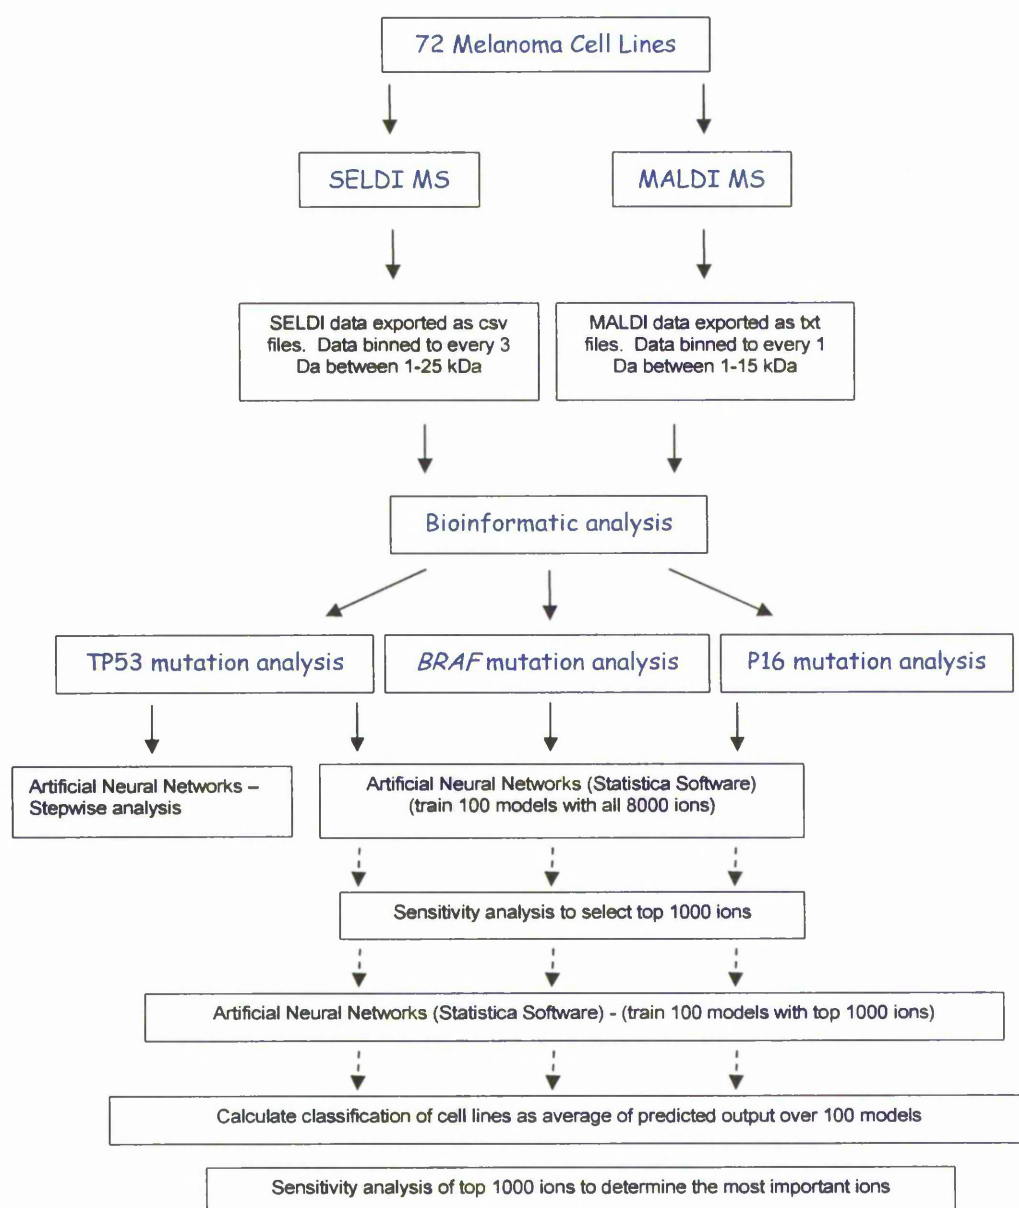 72 Melanoma Cell Lines
SELDI MS
MALDI MS
SELDI data exported as csv
files. Data binned to every 3
Da between 1-25 kDa
MALDI data exported as txt
files. Data binned to every 1
Da between 1-15 kDa
Bioinformatic analysis
TP53 mutation analysis
BRAF mutation analysis
P16 mutation analysis
Artificial Neural Networks –
Stepwise analysis
Artificial Neural Networks (Statistica Software)
(train 100 models with all 8000 ions)
Sensitivity analysis to select top 1000 ions
Artificial Neural Networks (Statistica Software) - (train 100 models with top 1000 ions)
Calculate classification of cell lines as average of predicted output over 100 models
Sensitivity analysis of top 1000 ions to determine the most important ions